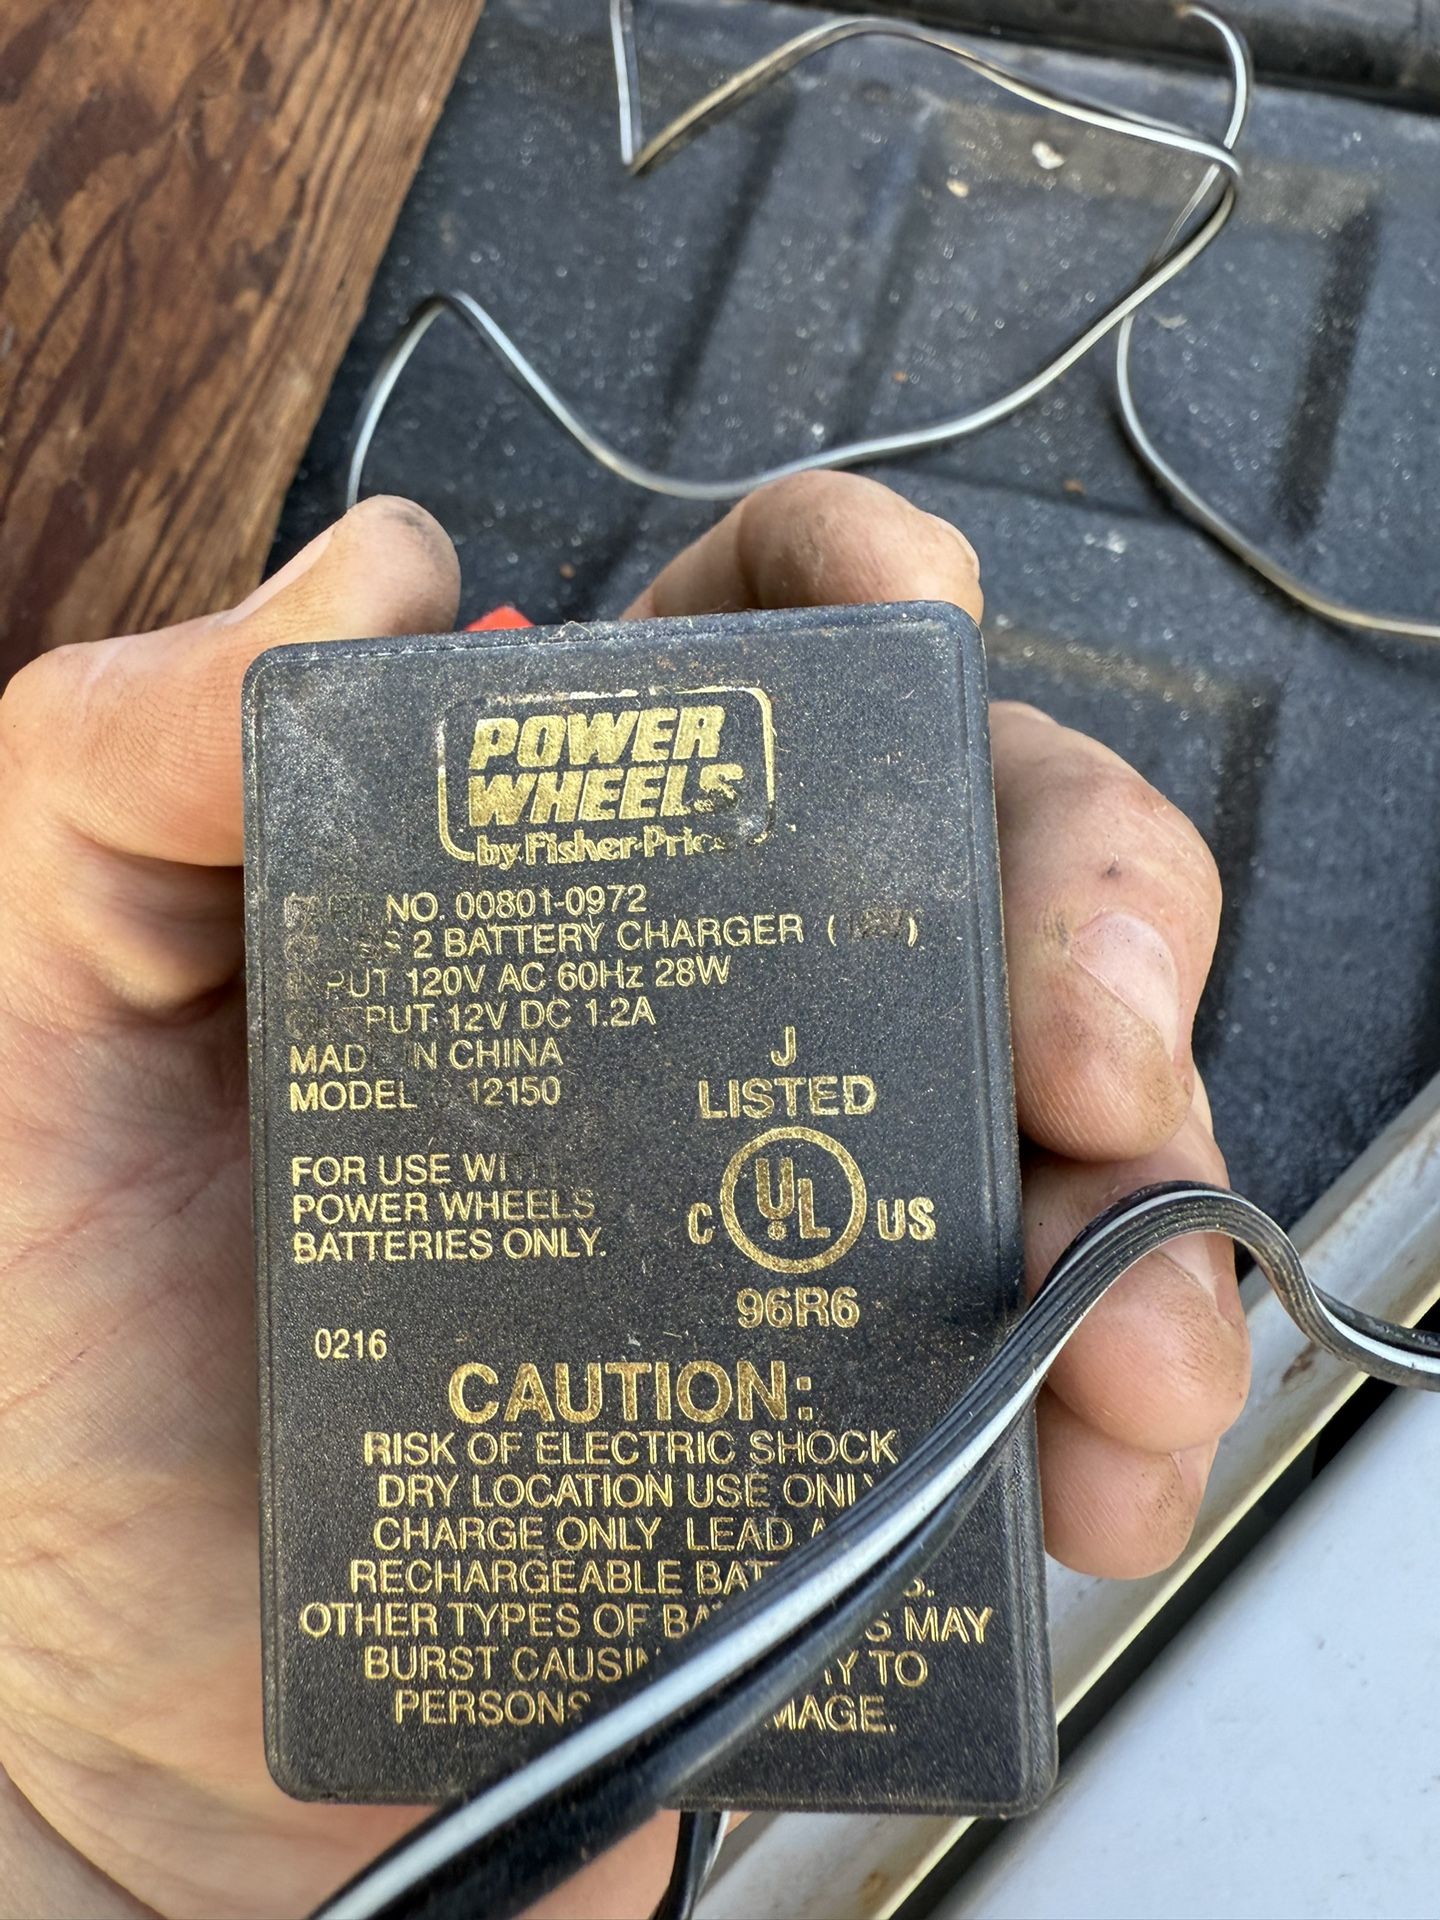 POWER
WHEELS
by Fisher-Price
NO. 00801-0972
2 BATTERY CHARGER ( )
120V AC 60Hz 28W
12V DC 1.2A
CHINA
MODEL 12150
J
LISTED
FOR USE
POWER WHEELS
BATTERIES ONLY.
C UL US
96R6
0216
CAUTION:
RISK OF ELECTRIC SHOCK
DRY LOCATION USE
CHARGE ONLY LEAD
RECHARGEABLE
OTHER TYPES OF MAY
BURST TO